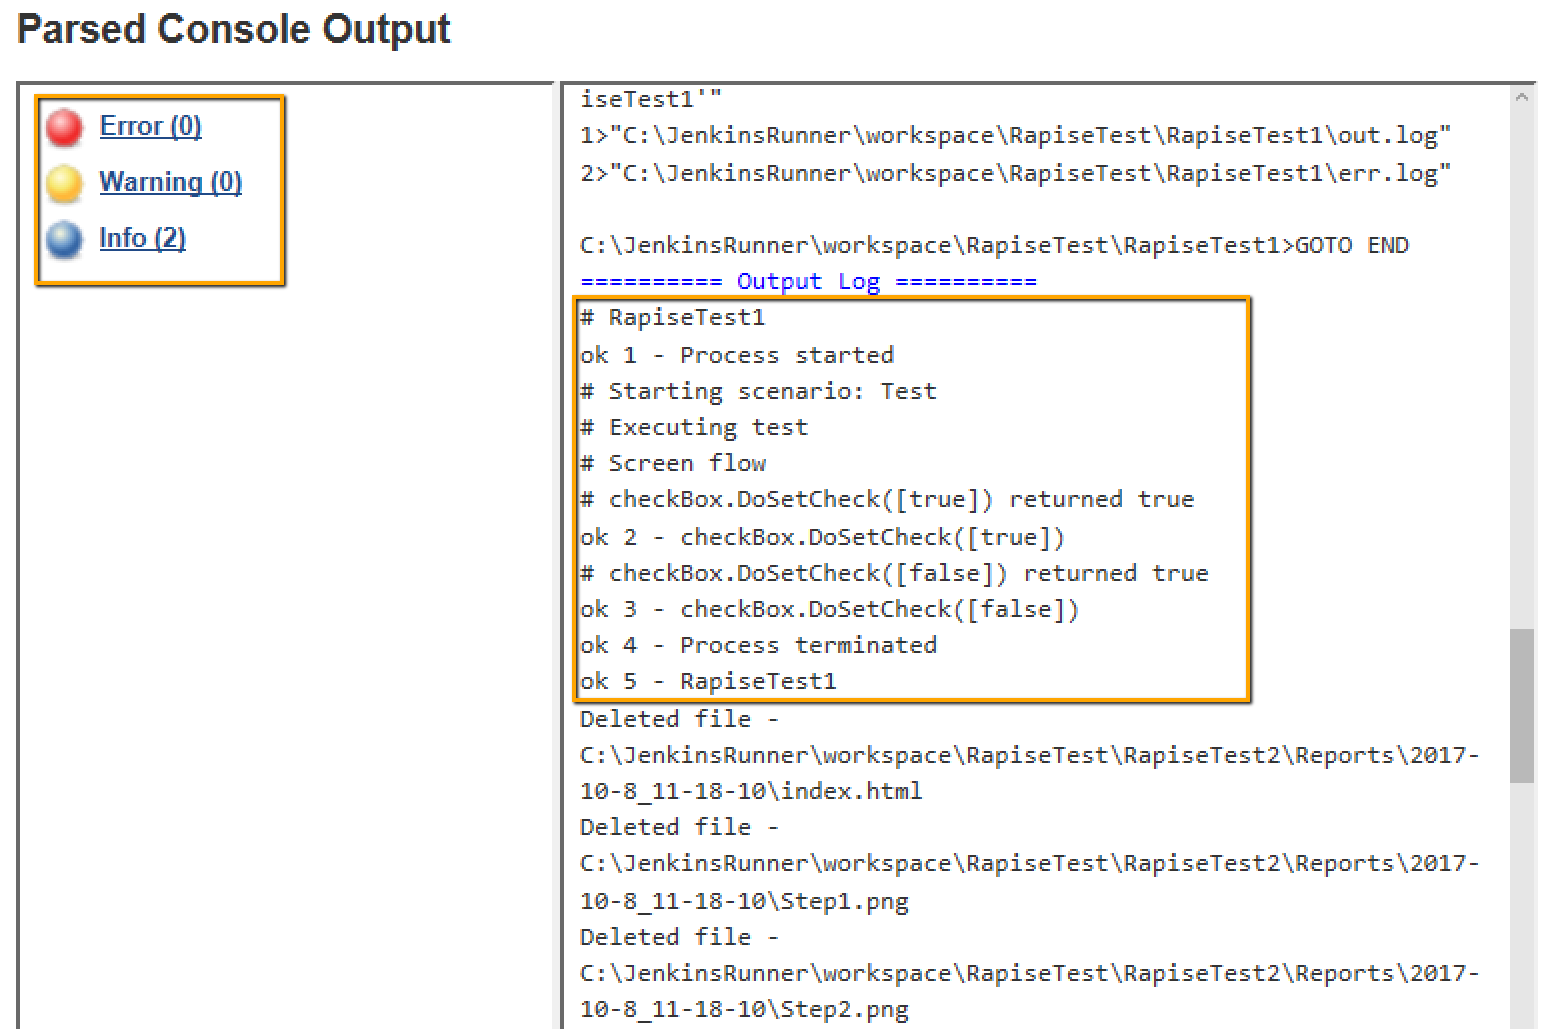 Parsed Console Output
Error (0)
Warning (0)
Info (2)
iseTest1'"
1>"C:\JenkinsRunner\workspace\RapiseTest\RapiseTest1\out.log"
2>"C:\JenkinsRunner\workspace\RapiseTest\RapiseTest1\err.log"
C:\JenkinsRunner\workspace\RapiseTest\RapiseTest1>GOTO END
========== Output Log ==========
# RapiseTest1
ok 1 - Process started
# Starting scenario: Test
# Executing test
# Screen flow
# checkBox.DoSetCheck([true]) returned true
ok 2 - checkBox.DoSetCheck([true])
# checkBox.DoSetCheck([false]) returned true
ok 3 - checkBox.DoSetCheck([false])
ok 4 - Process terminated
ok 5 - RapiseTest1
Deleted file -
C:\JenkinsRunner\workspace\RapiseTest\RapiseTest2\Reports\2017-
10-8_11-18-10\index.html
Deleted file -
C:\JenkinsRunner\workspace\RapiseTest\RapiseTest2\Reports\2017-
10-8_11-18-10\Step1.png
Deleted file -
C:\JenkinsRunner\workspace\RapiseTest\RapiseTest2\Reports\2017-
10-8_11-18-10\Step2.png